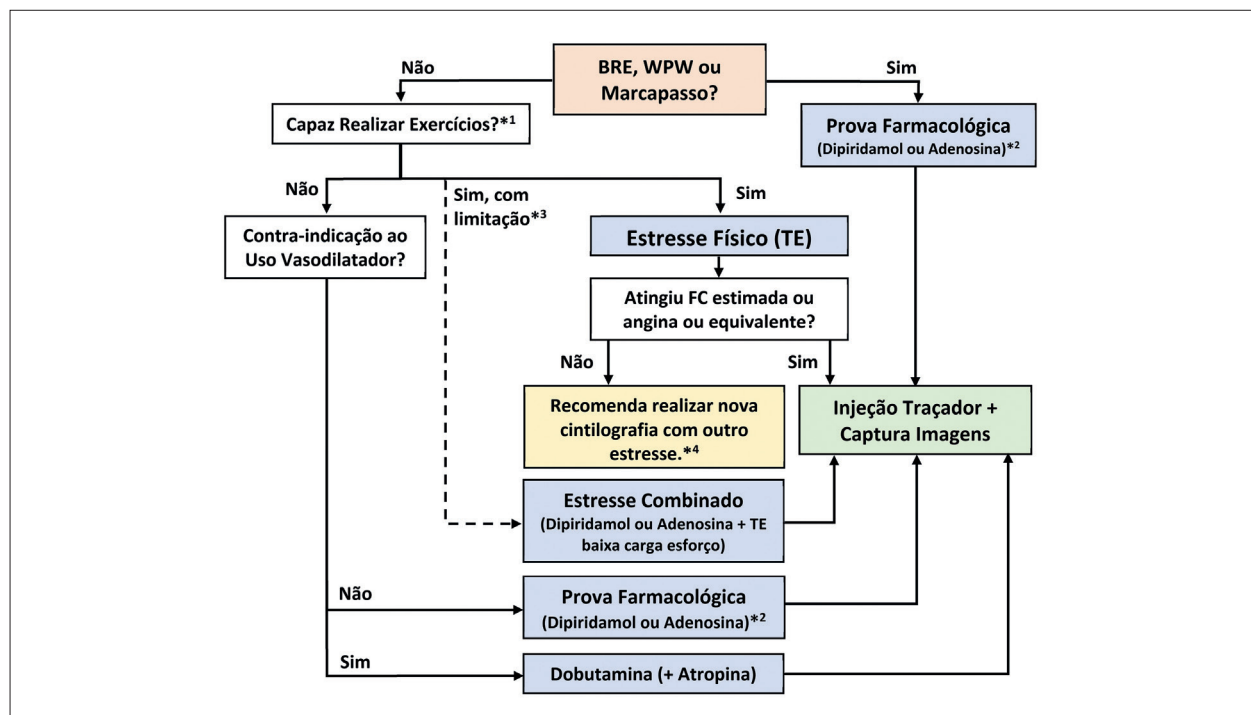 BRE, WPW ou
Marcapasso?
Não
Sim
Capaz Realizar Exercícios?*1
Prova Farmacológica
(Dipiridamol ou Adenosina)*2
Não
Sim, com
limitação*3
Sim
Contra-indicação ao
Uso Vasodilatador?
Estresse Físico (TE)
Atingiu FC estimada ou
angina ou equivalente?
Não
Sim
Recomenda realizar nova
cintilografia com outro
estresse.*4
Injeção Traçador +
Captura Imagens
Estresse Combinado
(Dipiridamol ou Adenosina + TE
baixa carga esforço)
Não
Prova Farmacológica
(Dipiridamol ou Adenosina)*2
Sim
Dobutamina (+ Atropina)